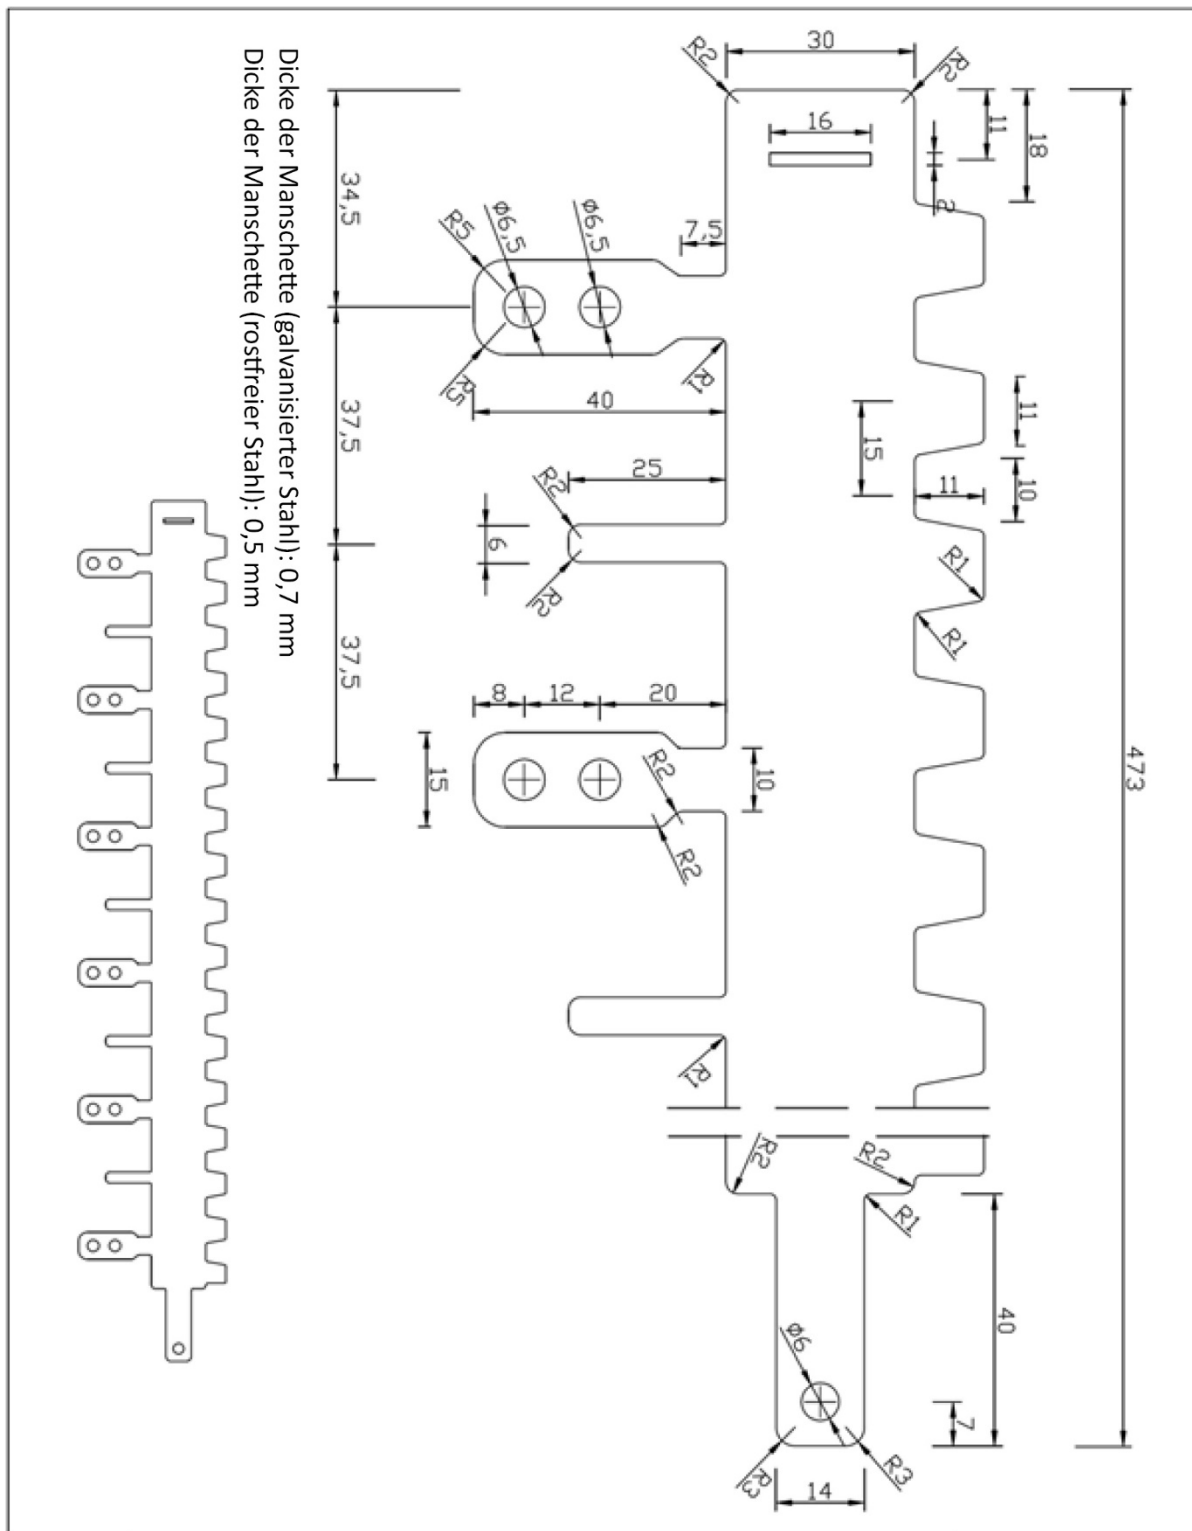 Dicke der Manschette (galvanisierter Stahl): 0,7 mm
Dicke der Manschette (rostfreier Stahl): 0,5 mm
30
R2
R2
11
18
16
2
34,5
R5
ø6,5
ø6,5
7,5
R5
R1
40
11
15
10
11
37,5
25
R2
6
R2
R1
R1
37,5
8
12
20
15
R2
10
R2
473
R1
R2
R2
R1
40
ø6
7
R3
R3
14